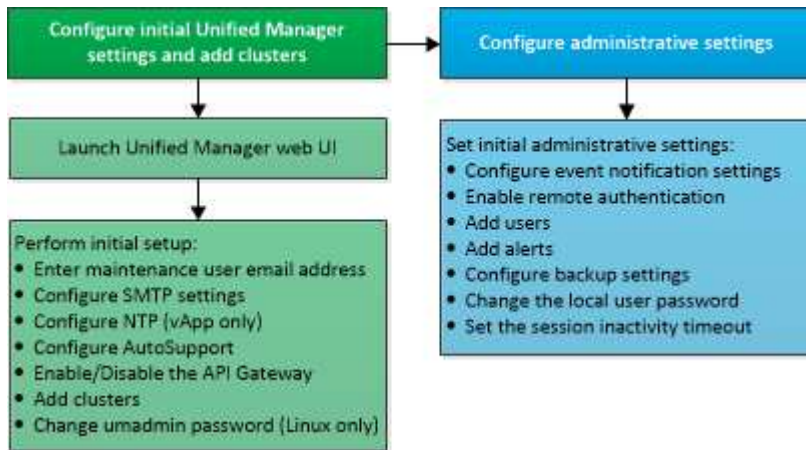 Configure initial Unified Manager
settings and add clusters
Launch Unified Manager web UI
Perform initial setup:
• Enter maintenance user email address
• Configure SMTP settings
• Configure NTP (vApp only)
• Configure AutoSupport
• Enable/Disable the API Gateway
• Add clusters
• Change umadmin password (Linux only)
Configure administrative settings
Set initial administrative settings:
• Configure event notification settings
• Enable remote authentication
• Add users
• Add alerts
• Configure backup settings
• Change the local user password
• Set the session inactivity timeout